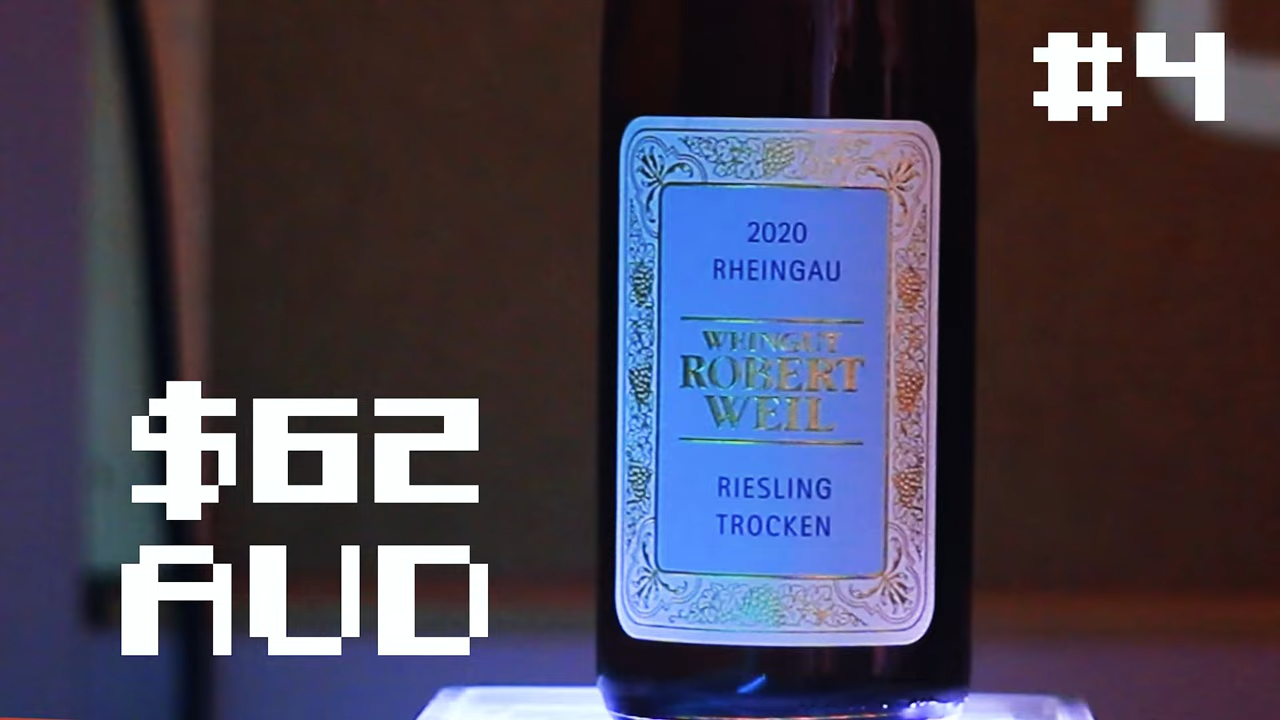 #4
2020
RHEINGAU
WEINGUT
ROBERT
WEIL
RIESLING
TROCKEN
$62
AUD